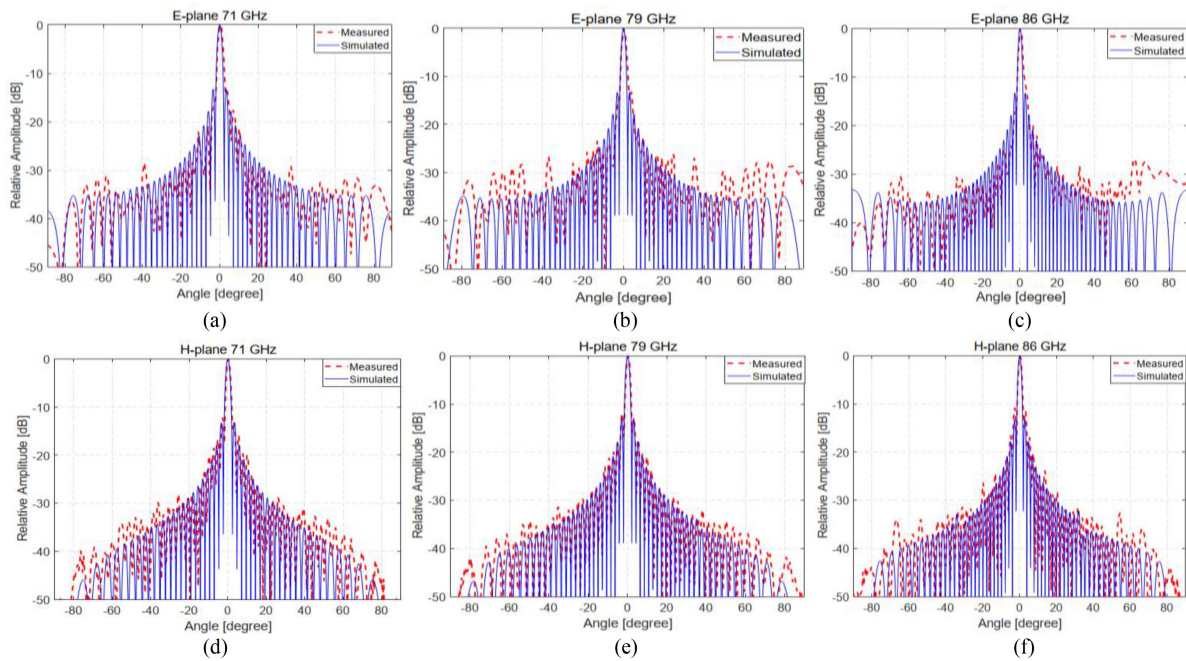 E-plane 71 GHz
Measured
Simulated
Relative Amplitude [dB]
0
-10
-20
-30
-40
-50
-80 -60 -40 -20 0 20 40 60 80
Angle [degree]
(a)
E-plane 79 GHz
Measured
Simulated
Relative Amplitude [dB]
0
-10
-20
-30
-40
-50
-80 -60 -40 -20 0 20 40 60 80
Angle [degree]
(b)
E-plane 86 GHz
Measured
Simulated
Relative Amplitude [dB]
0
-10
-20
-30
-40
-50
-80 -60 -40 -20 0 20 40 60 80
Angle [degree]
(c)
H-plane 71 GHz
Measured
Simulated
Relative Amplitude [dB]
0
-10
-20
-30
-40
-50
-80 -60 -40 -20 0 20 40 60 80
Angle [degree]
(d)
H-plane 79 GHz
Measured
Simulated
Relative Amplitude [dB]
0
-10
-20
-30
-40
-50
-80 -60 -40 -20 0 20 40 60 80
Angle [degree]
(e)
H-plane 86 GHz
Measured
Simulated
Relative Amplitude [dB]
0
-10
-20
-30
-40
-50
-80 -60 -40 -20 0 20 40 60 80
Angle [degree]
(f)